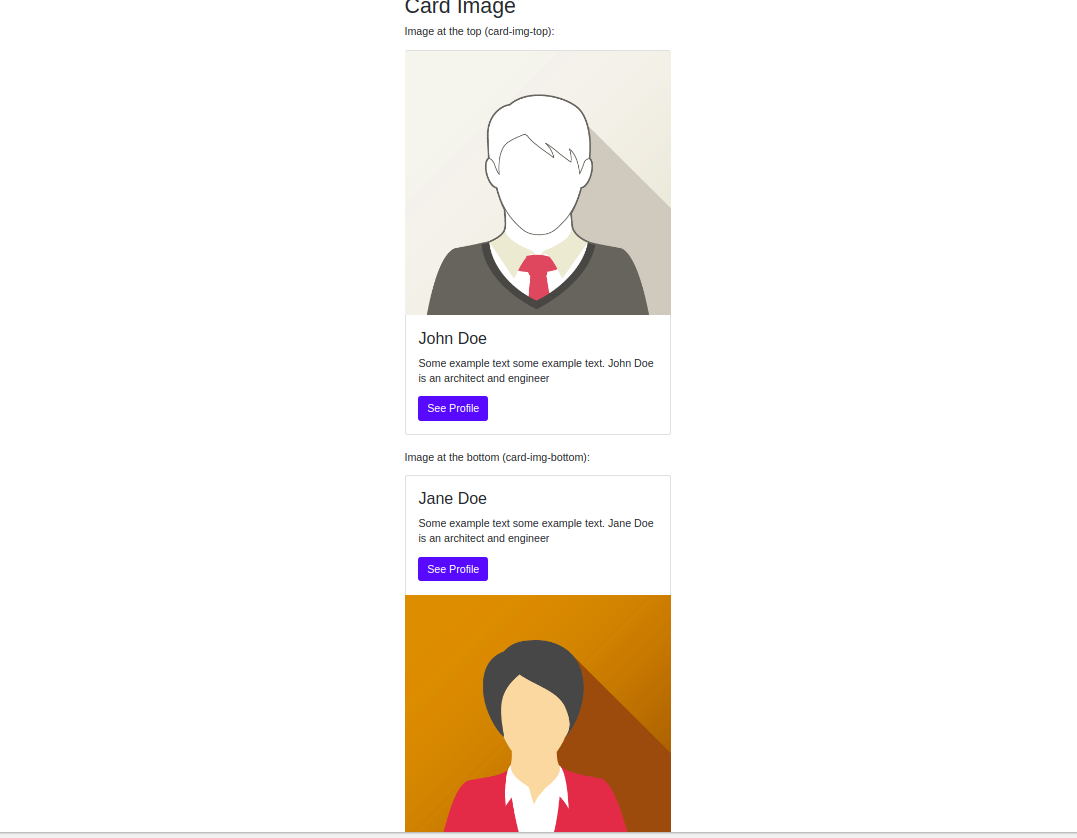 Card Image
Image at the top (card-img-top):
John Doe
Some example text some example text. John Doe
is an architect and engineer
See Profile
Image at the bottom (card-img-bottom):
Jane Doe
Some example text some example text. Jane Doe
is an architect and engineer
See Profile